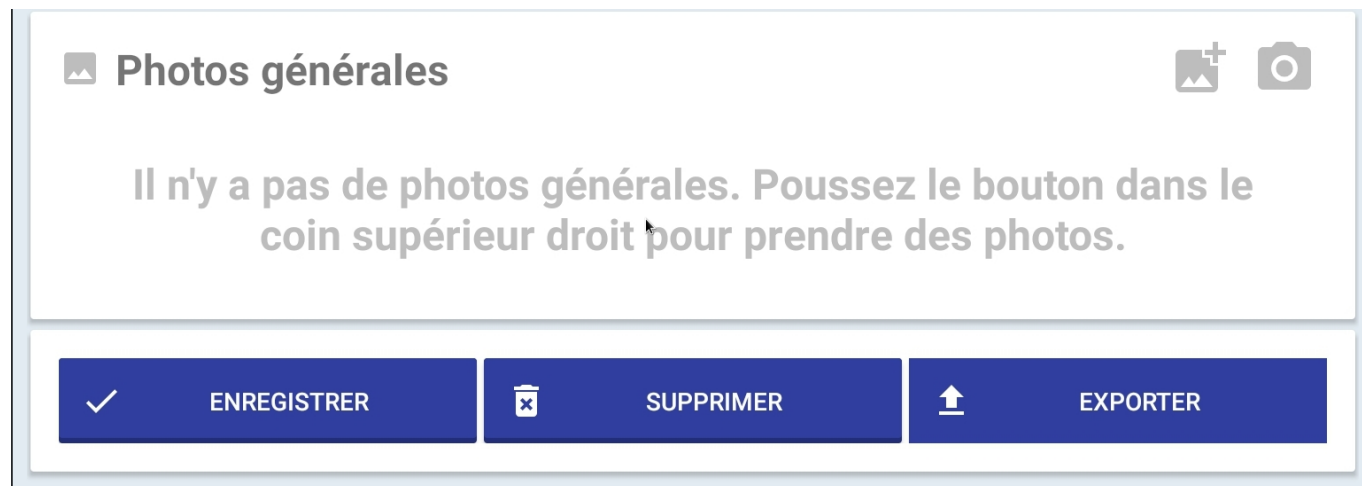 Photos générales
Il n'y a pas de photos générales. Poussez le bouton dans le
coin supérieur droit pour prendre des photos.
ENREGISTRER
SUPPRIMER
EXPORTER